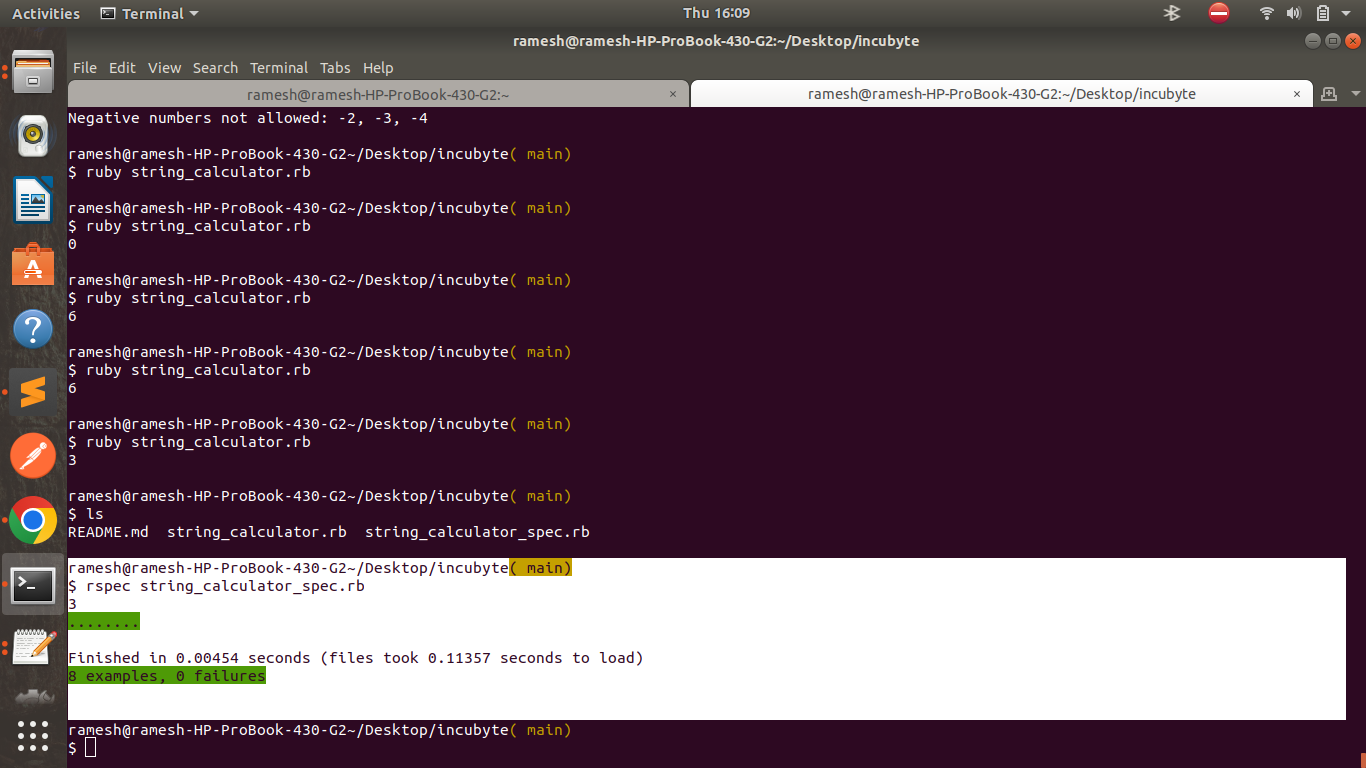 Activities Terminal Thu 16:09
ramesh@ramesh-HP-ProBook-430-G2:~/Desktop/incubyte
File Edit View Search Terminal Tabs Help
ramesh@ramesh-HP-ProBook-430-G2:~ × ramesh@ramesh-HP-ProBook-430-G2:~/Desktop/incubyte ×
Negative numbers not allowed: -2, -3, -4
ramesh@ramesh-HP-ProBook-430-G2~/Desktop/incubyte( main)
$ ruby string_calculator.rb
ramesh@ramesh-HP-ProBook-430-G2~/Desktop/incubyte( main)
$ ruby string_calculator.rb
0
ramesh@ramesh-HP-ProBook-430-G2~/Desktop/incubyte( main)
$ ruby string_calculator.rb
6
ramesh@ramesh-HP-ProBook-430-G2~/Desktop/incubyte( main)
$ ruby string_calculator.rb
6
ramesh@ramesh-HP-ProBook-430-G2~/Desktop/incubyte( main)
$ ruby string_calculator.rb
3
ramesh@ramesh-HP-ProBook-430-G2~/Desktop/incubyte( main)
$ ls
README.md  string_calculator.rb  string_calculator_spec.rb
ramesh@ramesh-HP-ProBook-430-G2~/Desktop/incubyte( main)
$ rspec string_calculator_spec.rb
3
........
Finished in 0.00454 seconds (files took 0.11357 seconds to load)
8 examples, 0 failures
ramesh@ramesh-HP-ProBook-430-G2~/Desktop/incubyte( main)
$